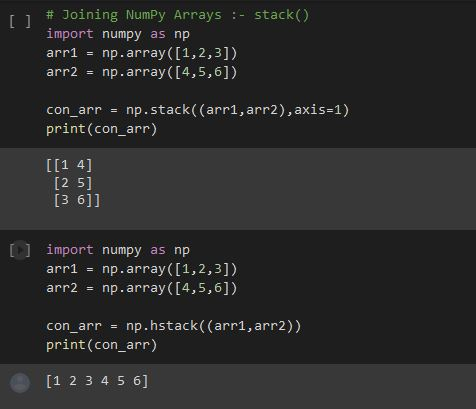 [ ] # Joining NumPy Arrays :- stack()
import numpy as np
arr1 = np.array([1,2,3])
arr2 = np.array([4,5,6])
con_arr = np.stack((arr1,arr2),axis=1)
print(con_arr)
[[1 4]
 [2 5]
 [3 6]]
[ ] import numpy as np
arr1 = np.array([1,2,3])
arr2 = np.array([4,5,6])
con_arr = np.hstack((arr1,arr2))
print(con_arr)
[1 2 3 4 5 6]